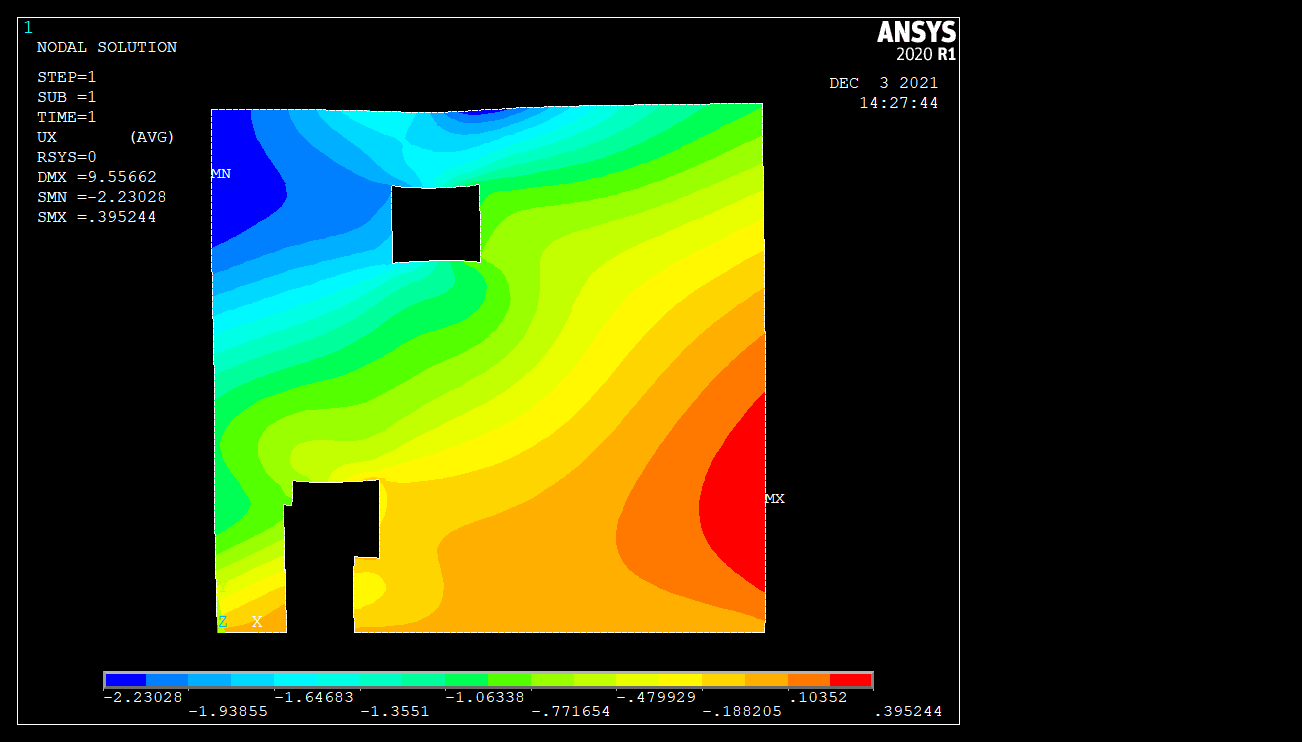 1
ANSYS
2020 R1
NODAL SOLUTION
STEP=1
SUB =1
TIME=1
UX       (AVG)
RSYS=0
DMX =9.55662
SMN =-2.23028
SMX =.395244
DEC  3 2021
14:27:44
MN
MX
Z X
-2.23028 -1.64683 -1.06338 -.479929 .10352
-1.93855 -1.3551 -.771654 -.188205 .395244